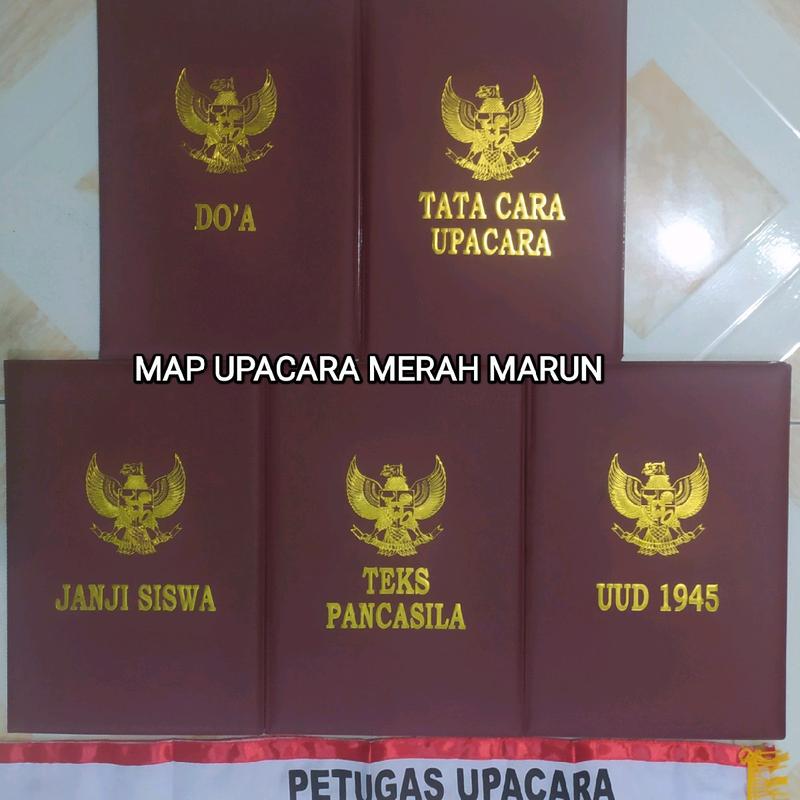 DO'A
TATA CARA
UPACARA
MAP UPACARA MERAH MARUN
JANJI SISWA
TEKS
PANCASILA
UUD 1945
PETUGAS UPACARA